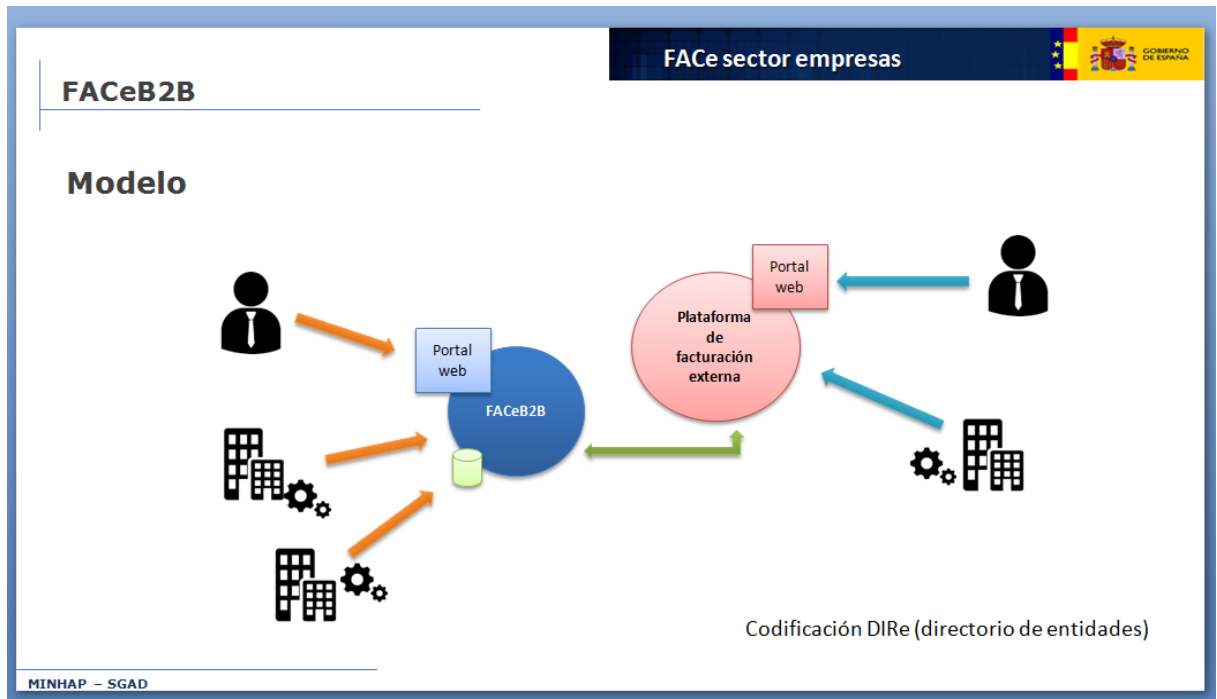 FACe sector empresas
GOBIERNO
DE ESPAÑA
FACeB2B
Modelo
Portal
web
FACeB2B
Portal
web
Plataforma
de
facturación
externa
Codificación DIRe (directorio de entidades)
MINHAP – SGAD